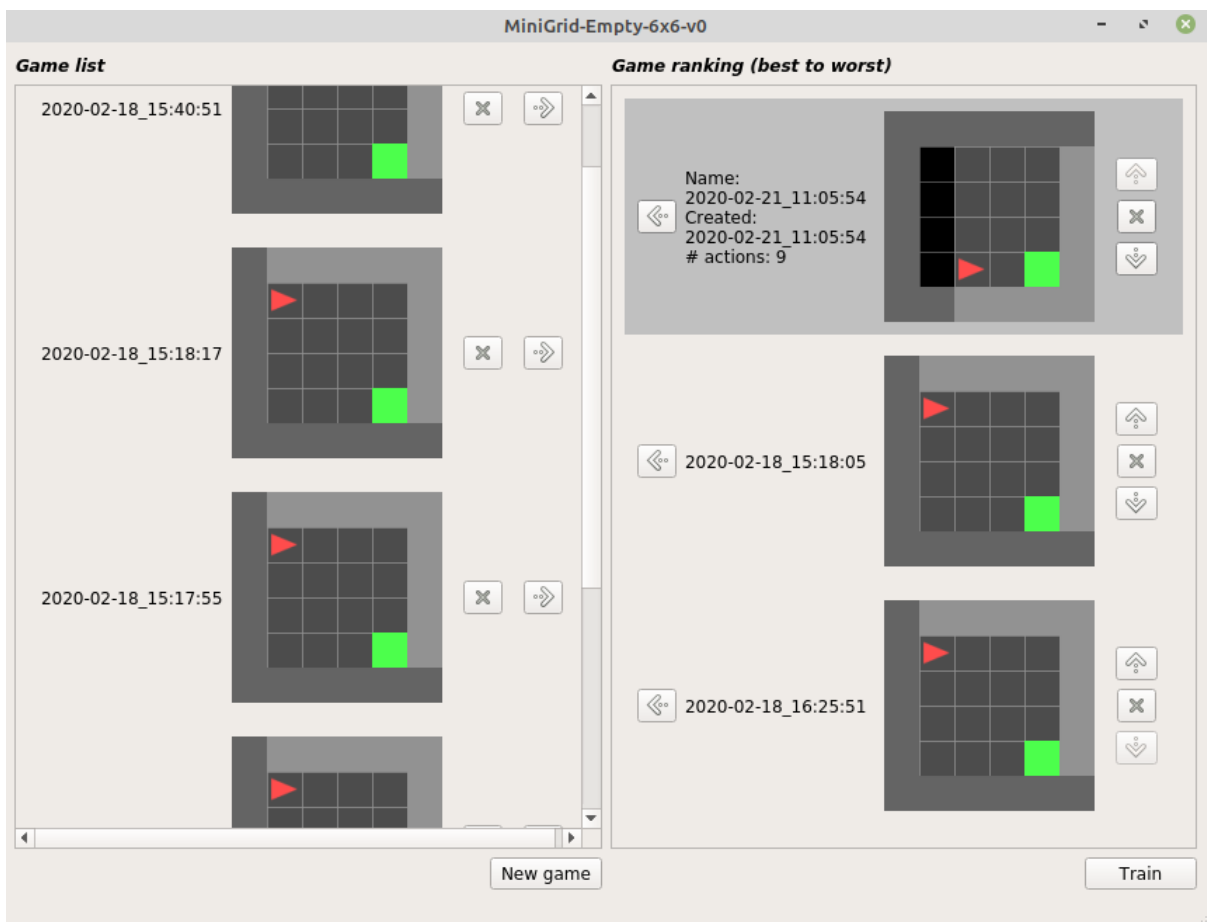 MiniGrid-Empty-6x6-v0
Game list
2020-02-18_15:40:51
2020-02-18_15:18:17
2020-02-18_15:17:55
New game
Game ranking (best to worst)
Name:
2020-02-21_11:05:54
Created:
2020-02-21_11:05:54
# actions: 9
2020-02-18_15:18:05
2020-02-18_16:25:51
Train